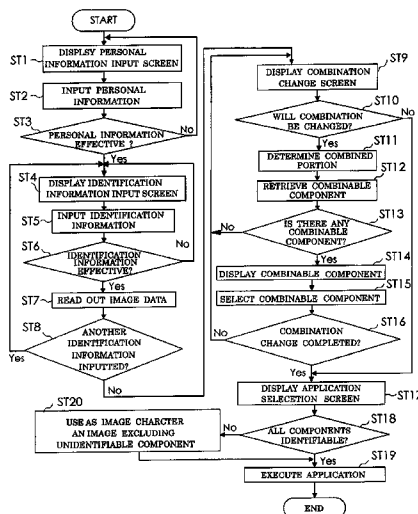 START
ST1
DISPLSY PERSONAL
INFORMATION INPUT SCREEN
ST2
INPUT PERSONAL
INFORMATION
ST3
PERSONAL INFORMATION
EFFECTIVE ?
No
Yes
ST4
DISPLAY IDENTIFICATION
INFORMATION INPUT SCREEN
ST5
INPUT IDENTIFICATION
INFORMATION
ST6
IDENTIFICATION
INFORMATION
EFFECTIVE?
No
Yes
ST7
READ OUT IMAGE DATA
ST8
ANOTHER
IDENTIFICATION
INFORMATION
INPUTTED?
Yes
No
ST9
DISPLAY COMBINATION
CHANGE SCREEN
ST10
WILL COMBINATION
BE CHANGED?
No
Yes
ST11
DETERMINE COMBINED
PORTION
ST12
RETRIEVE COMBINABLE
COMPONENT
ST13
IS THERE ANY
COMBINABLE
COMPONENT?
No
Yes
ST14
DISPLAY COMBINABLE COMPONENT
ST15
SELECT COMBINABLE COMPONENT
ST16
COMBINATION
CHANGE COMPLETED?
No
Yes
DISPLAY APPLICATION
SELECSTION SCREEN
ST17
ST18
ALL COMPONENTS
IDENTIFIABLE?
No
Yes
ST20
USE AS IMAGE CHARCTER
AN IMAGE EXCLUDING
UNIDENTIFIABLE COMPONENT
ST19
EXECUTE APPLICATION
END